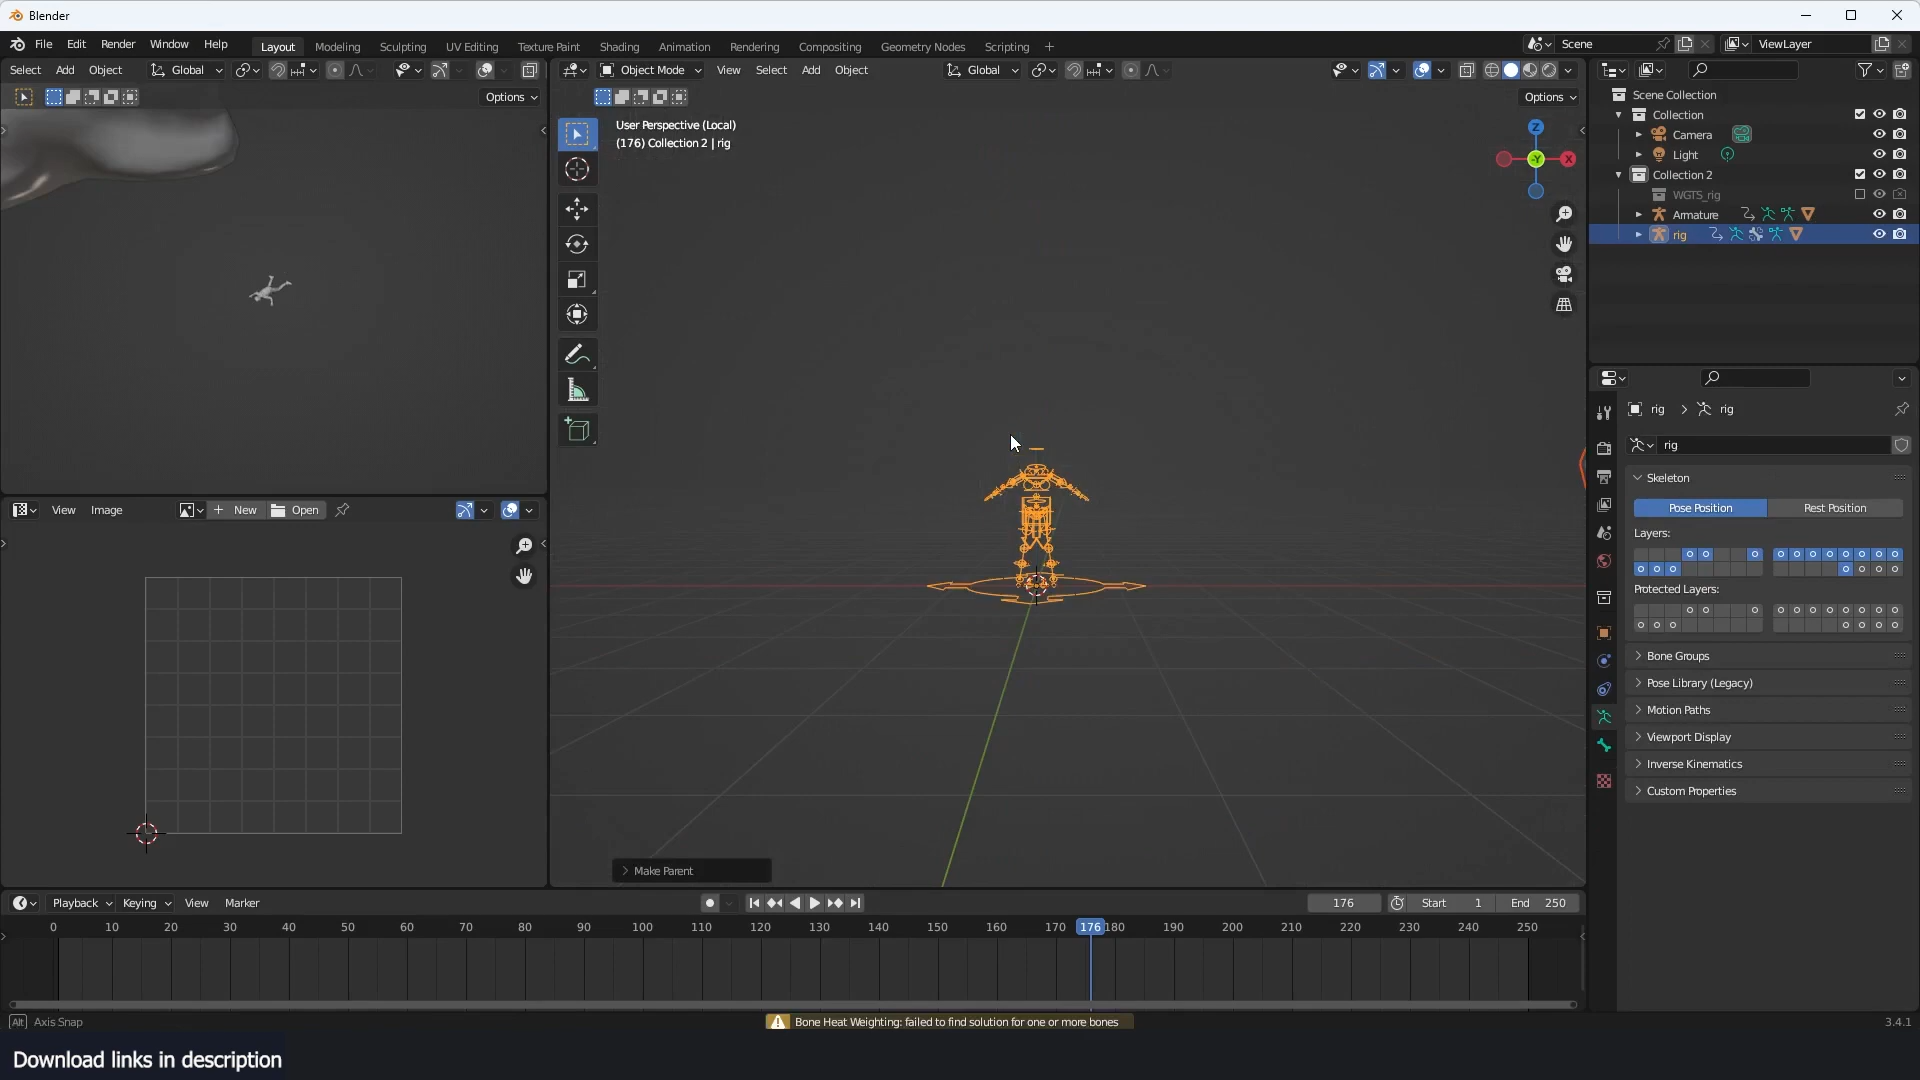 Blender
File Edit Render Window Help Layout Modeling Sculpting UV Editing Texture Paint Shading Animation Rendering Compositing Geometry Nodes Scripting Scene ViewLayer
Select Add Object Global
Options
Object Mode View Select Add Object Global
Options
User Perspective (Local)
(176) Collection 2 | rig
Z
-Y
X
Scene Collection
Collection
Camera
Light
Collection 2
WGTS_rig
Armature
rig
rig rig
rig
Skeleton
Pose Position Rest Position
Layers:
Protected Layers:
Bone Groups
Pose Library (Legacy)
Motion Paths
Viewport Display
Inverse Kinematics
Custom Properties
View Image New Open
Make Parent
Playback Keying View Marker 176 Start 1 End 250
0 10 20 30 40 50 60 70 80 90 100 110 120 130 140 150 160 170 176 180 190 200 210 220 230 240 250
Alt Axis Snap
Bone Heat Weighting: failed to find solution for one or more bones
3.4.1
Download links in description